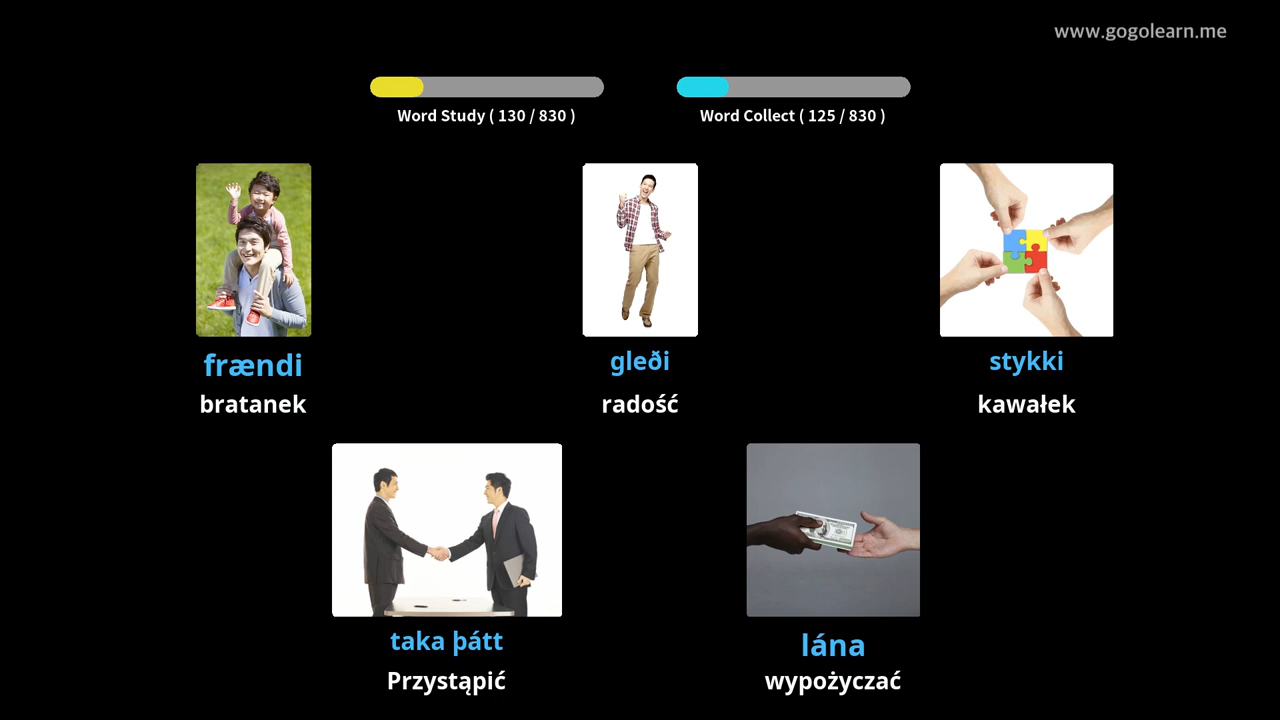 www.gogolearn.me
Word Study ( 130 / 830 )
Word Collect ( 125 / 830 )
frændi
bratanek
gleði
radość
stykki
kawałek
taka þátt
Przystąpić
lána
wypożyczać